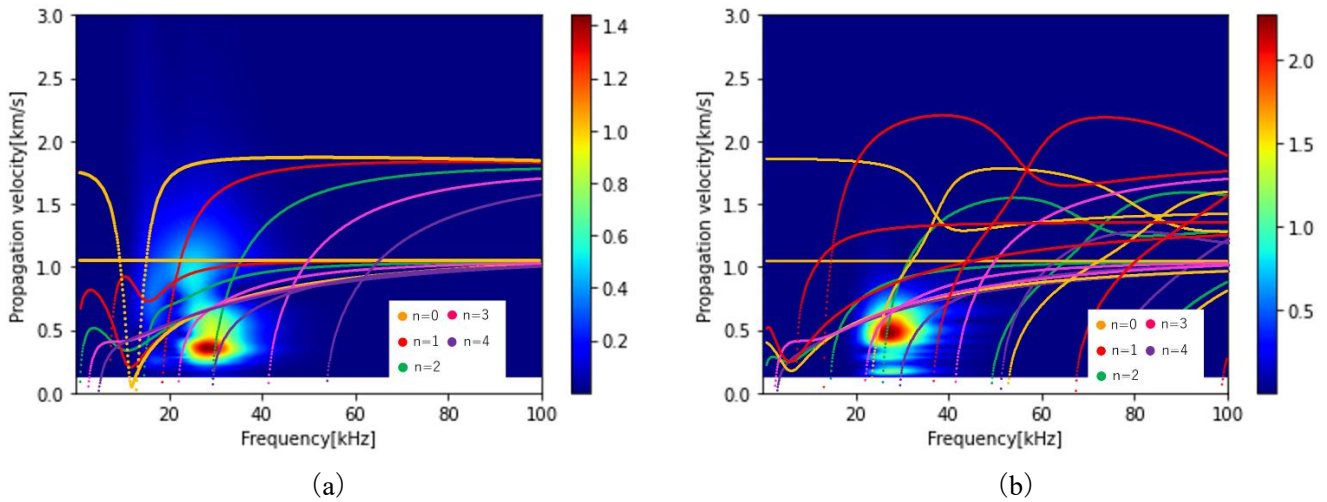 3.0
2.5
2.0
1.5
1.0
0.5
0.0
Propagation velocity[km/s]
20
40
60
80
100
Frequency[kHz]
n=0
n=3
n=1
n=4
n=2
1.4
1.2
1.0
0.8
0.6
0.4
0.2
(a)
3.0
2.5
2.0
1.5
1.0
0.5
0.0
Propagation velocity[km/s]
20
40
60
80
100
Frequency[kHz]
n=0
n=3
n=1
n=4
n=2
2.0
1.5
1.0
0.5
(b)